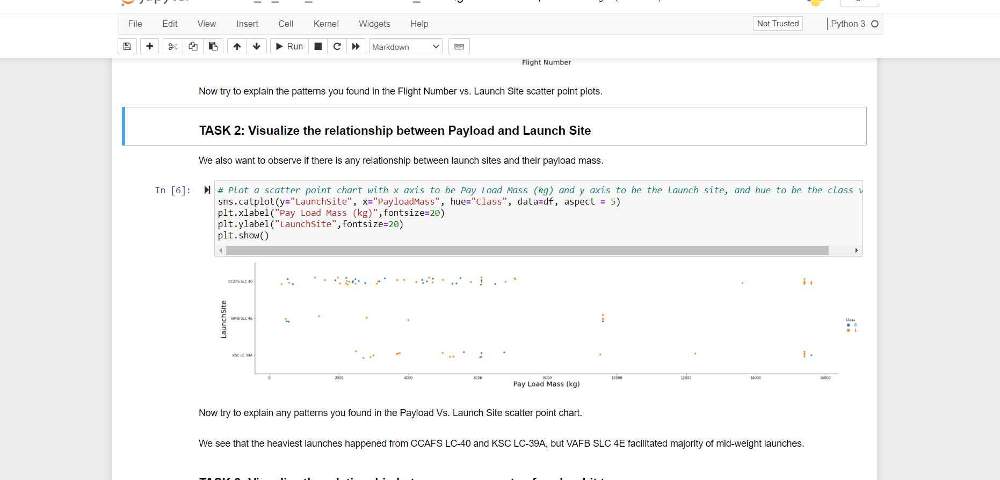 File Edit View Insert Cell Kernel Widgets Help Not Trusted Python 3
Run Markdown
Flight Number
Now try to explain the patterns you found in the Flight Number vs. Launch Site scatter point plots.
TASK 2: Visualize the relationship between Payload and Launch Site
We also want to observe if there is any relationship between launch sites and their payload mass.
In [6]:
# Plot a scatter point chart with x axis to be Pay Load Mass (kg) and y axis to be the launch site, and hue to be the class v
sns.catplot(y="LaunchSite", x="PayloadMass", hue="Class", data=df, aspect = 5)
plt.xlabel("Pay Load Mass (kg)",fontsize=20)
plt.ylabel("LaunchSite",fontsize=20)
plt.show()
CCAFS SLC 40
VAFB SLC 4E
KSC LC 39A
LaunchSite
Class
0
1
0 2000 4000 6000 8000 10000 12000 14000 16000
Pay Load Mass (kg)
Now try to explain any patterns you found in the Payload Vs. Launch Site scatter point chart.
We see that the heaviest launches happened from CCAFS LC-40 and KSC LC-39A, but VAFB SLC 4E facilitated majority of mid-weight launches.